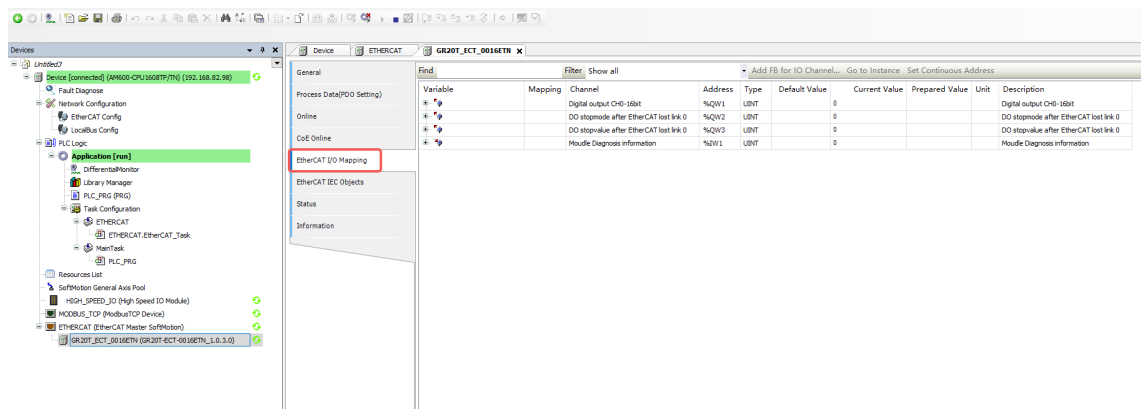 Devices
Untitled3
Device [connected] (AM600-CPU1608TP/TN) (192.168.82.98)
Fault Diagnose
Network Configuration
EtherCAT Config
LocalBus Config
PLC Logic
Application [run]
DifferentialMonitor
Library Manager
PLC_PRG (PRG)
Task Configuration
ETHERCAT
ETHERCAT.EtherCAT_Task
MainTask
PLC_PRG
Resources List
SoftMotion General Axis Pool
HIGH_SPEED_IO (High Speed IO Module)
MODBUS_TCP (ModbusTCP Device)
ETHERCAT (EtherCAT Master SoftMotion)
GR20T_ECT_0016ETN (GR20T-ECT-0016ETN_1.0.3.0)
Device ETHERCAT GR20T_ECT_0016ETN x
General
Process Data(PDO Setting)
Online
CoE Online
EtherCAT I/O Mapping
EtherCAT IEC Objects
Status
Information
Find Filter Show all Add FB for IO Channel... Go to Instance Set Continuous Address
Variable Mapping Channel Address Type Default Value Current Value Prepared Value Unit Description
Digital output CH0-16bit %QW1 UINT 0 Digital output CH0-16bit
DO stopmode after EtherCAT lost link 0 %QW2 UINT 0 DO stopmode after EtherCAT lost link 0
DO stopvalue after EtherCAT lost link 0 %QW3 UINT 0 DO stopvalue after EtherCAT lost link 0
Moudle Diagnosis information %IW1 UINT 0 Moudle Diagnosis information